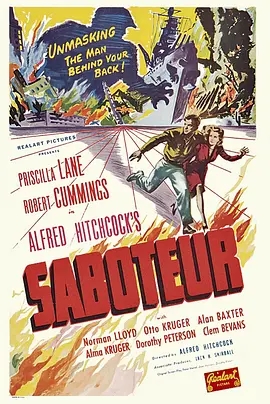 UNMASKING
THE MAN
BEHIND YOUR
BACK!
REALART PICTURES
PRESENTS
PRISCILLA LANE
ROBERT CUMMINGS
in
ALFRED HITCHCOCK'S
SABOTEUR
with
Norman LLOYD Otto KRUGER Alan BAXTER
Alma KRUGER Dorothy PETERSON Clem BEVANS
Directed by ALFRED HITCHCOCK
Associate Producer, JACK H. SKIRBALL
Realart
PICTURE